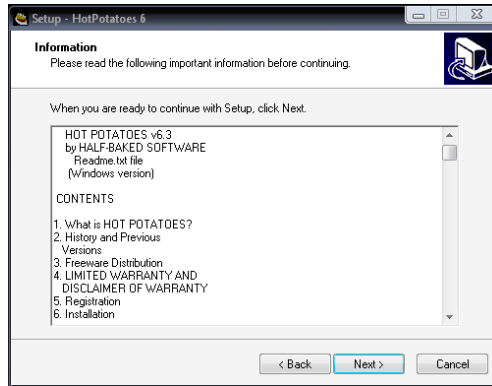 Setup - HotPotatoes 6
Information
Please read the following important information before continuing.
When you are ready to continue with Setup, click Next.
HOT POTATOES v6.3
by HALF-BAKED SOFTWARE
Readme.txt file
(Windows version)
CONTENTS
1. What is HOT POTATOES?
2. History and Previous
Versions
3. Freeware Distribution
4. LIMITED WARRANTY AND
DISCLAIMER OF WARRANTY
5. Registration
6. Installation
< Back Next > Cancel